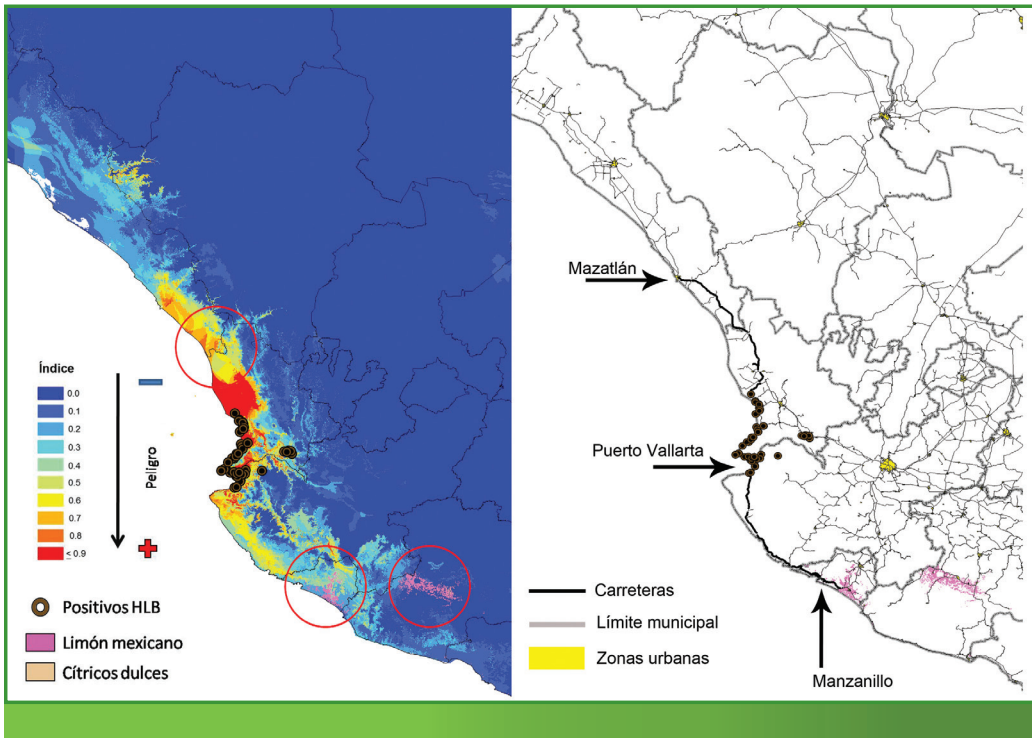 Índice
0.0
0.1
0.2
0.3
0.4
0.5
0.6
0.7
0.8
< 0.9
Peligro
Positivos HLB
Limón mexicano
Cítricos dulces
Mazatlán
Puerto Vallarta
Manzanillo
Carreteras
Límite municipal
Zonas urbanas